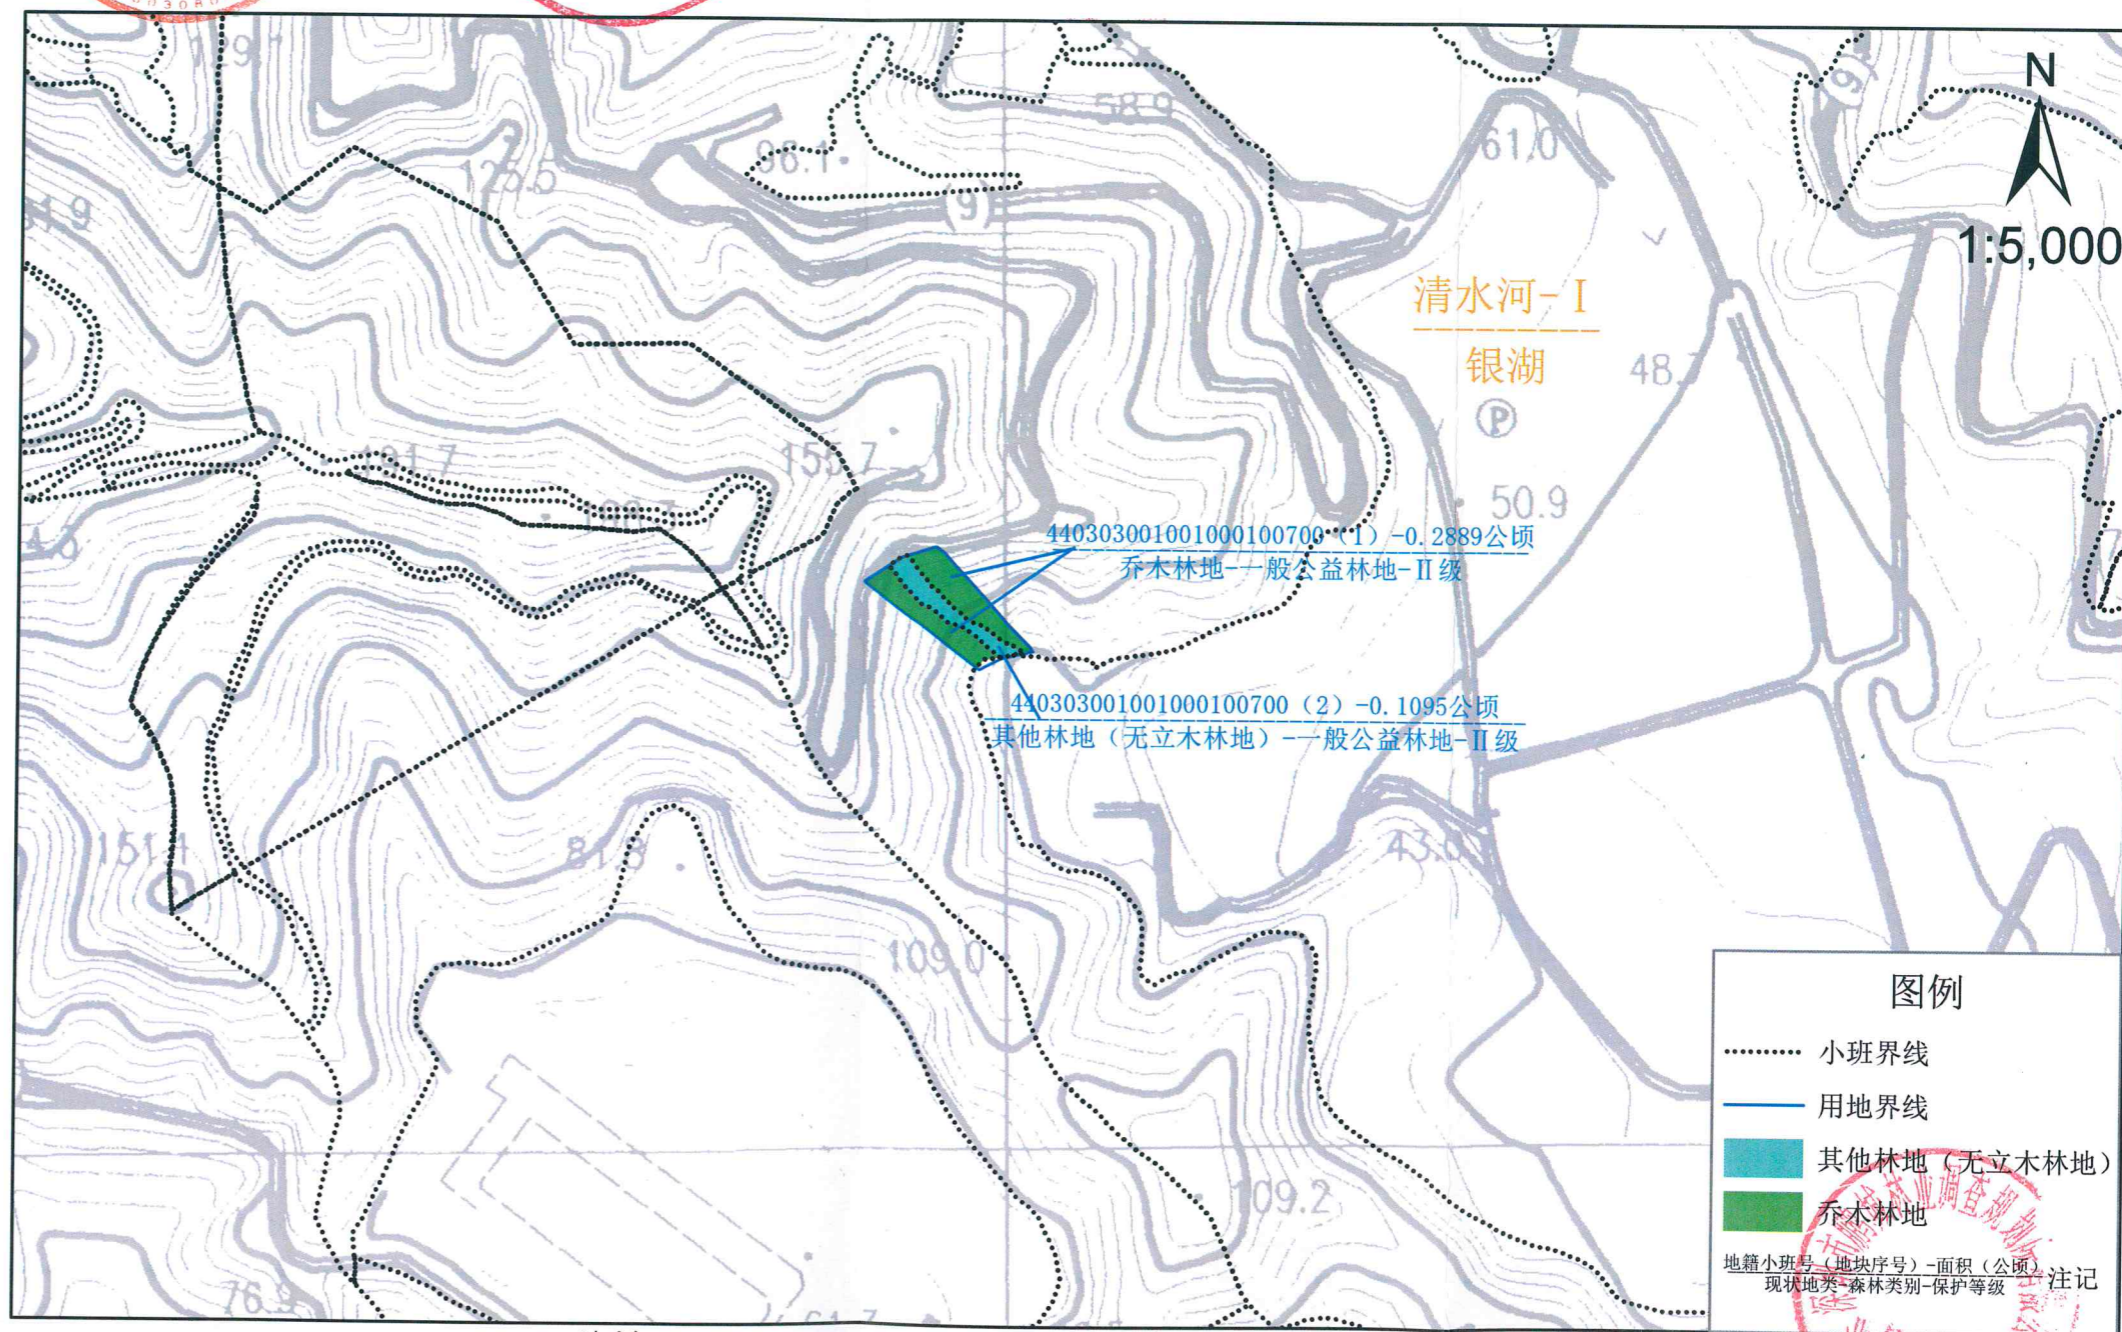 N
1:5,000
125.5
96.1
58.9
61.0
(9)
清水河-Ⅰ
银湖
48.7
Ⓟ
155.7
50.9
440303001001000100700（1）-0.2889公顷
乔木林地-一般公益林地-Ⅱ级
440303001001000100700（2）-0.1095公顷
其他林地（无立木林地）-一般公益林地-Ⅱ级
151.4
81.8
43.0
109.0
109.2
76.9
图例
小班界线
用地界线
其他林地（无立木林地）
乔木林地
地籍小班号（地块序号）-面积（公顷）
现状地类-森林类别-保护等级
注记